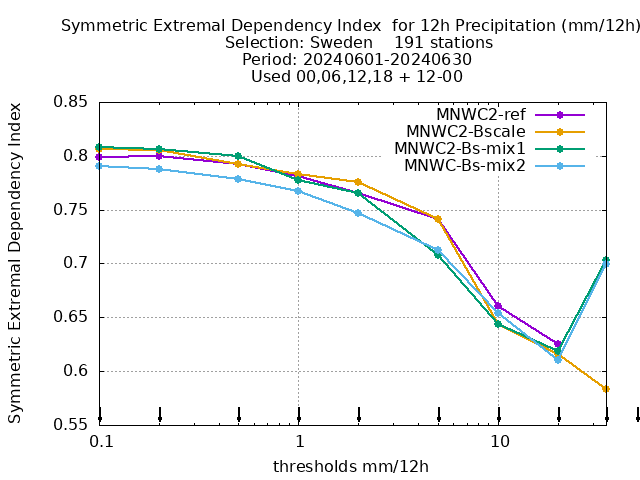 Symmetric Extremal Dependency Index  for 12h Precipitation (mm/12h)
Selection: Sweden    191 stations
Period: 20240601-20240630
Used 00,06,12,18 + 12-00
Symmetric Extremal Dependency Index
0.85
0.8
0.75
0.7
0.65
0.6
0.55
MNWC2-ref
MNWC2-Bscale
MNWC2-Bs-mix1
MNWC-Bs-mix2
0.1
1
10
thresholds mm/12h